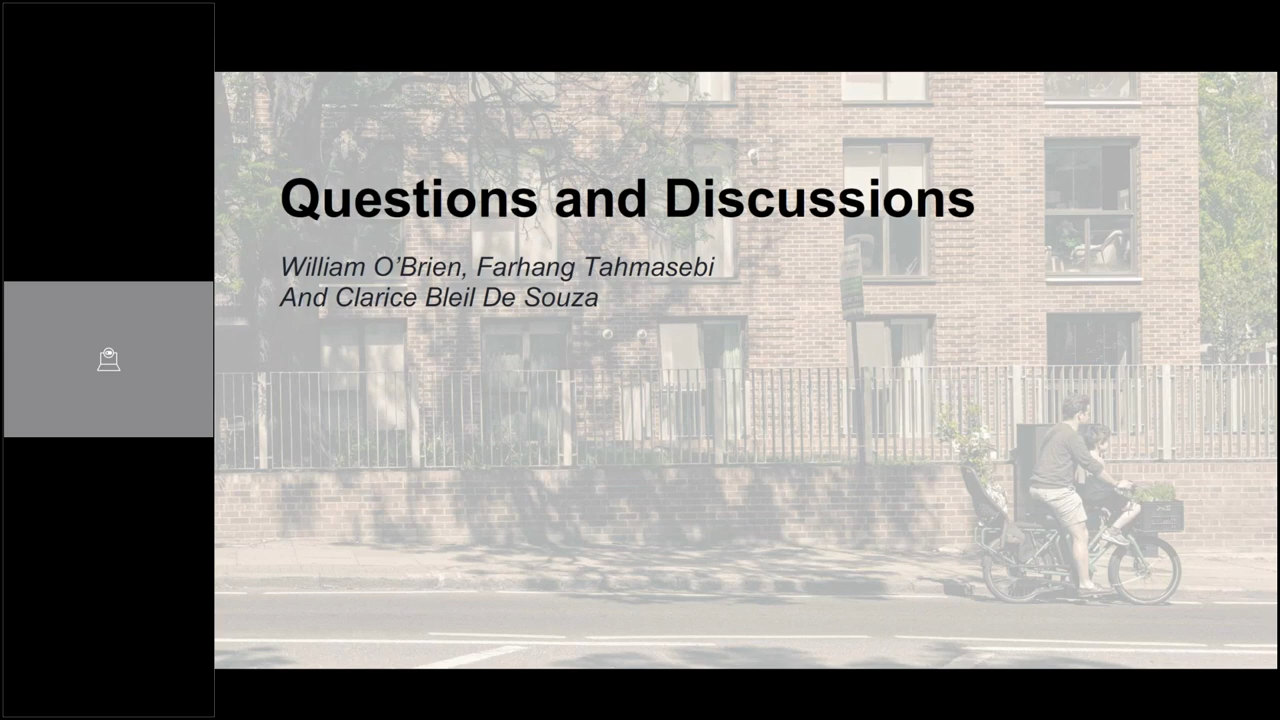 Questions and Discussions
William O’Brien, Farhang Tahmasebi
And Clarice Bleil De Souza